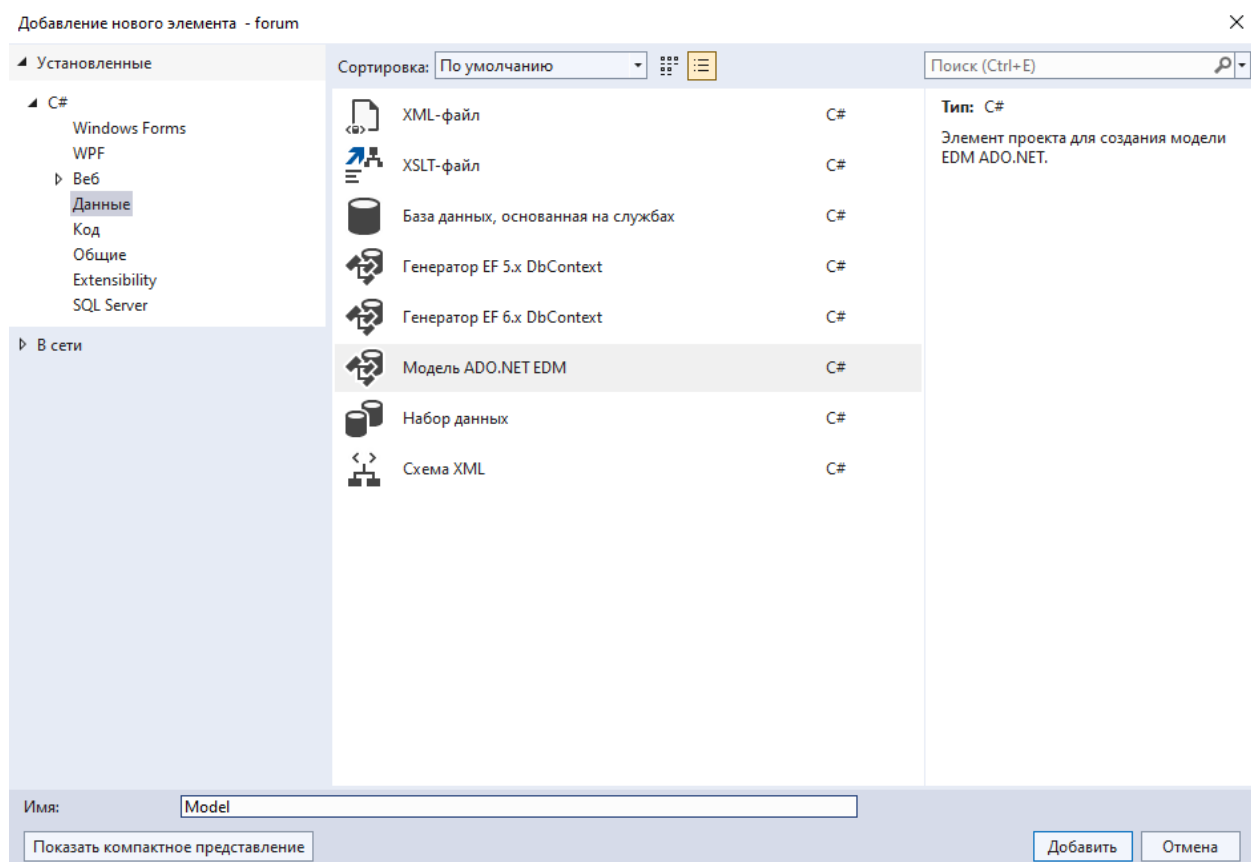 Добавление нового элемента - forum
Установленные
C#
Windows Forms
WPF
Веб
Данные
Код
Общие
Extensibility
SQL Server
В сети
Сортировка: По умолчанию
XML-файл C#
XSLT-файл C#
База данных, основанная на службах C#
Генератор EF 5.x DbContext C#
Генератор EF 6.x DbContext C#
Модель ADO.NET EDM C#
Набор данных C#
Схема XML C#
Поиск (Ctrl+E)
Тип: C#
Элемент проекта для создания модели
EDM ADO.NET.
Имя: Model
Показать компактное представление
Добавить Отмена